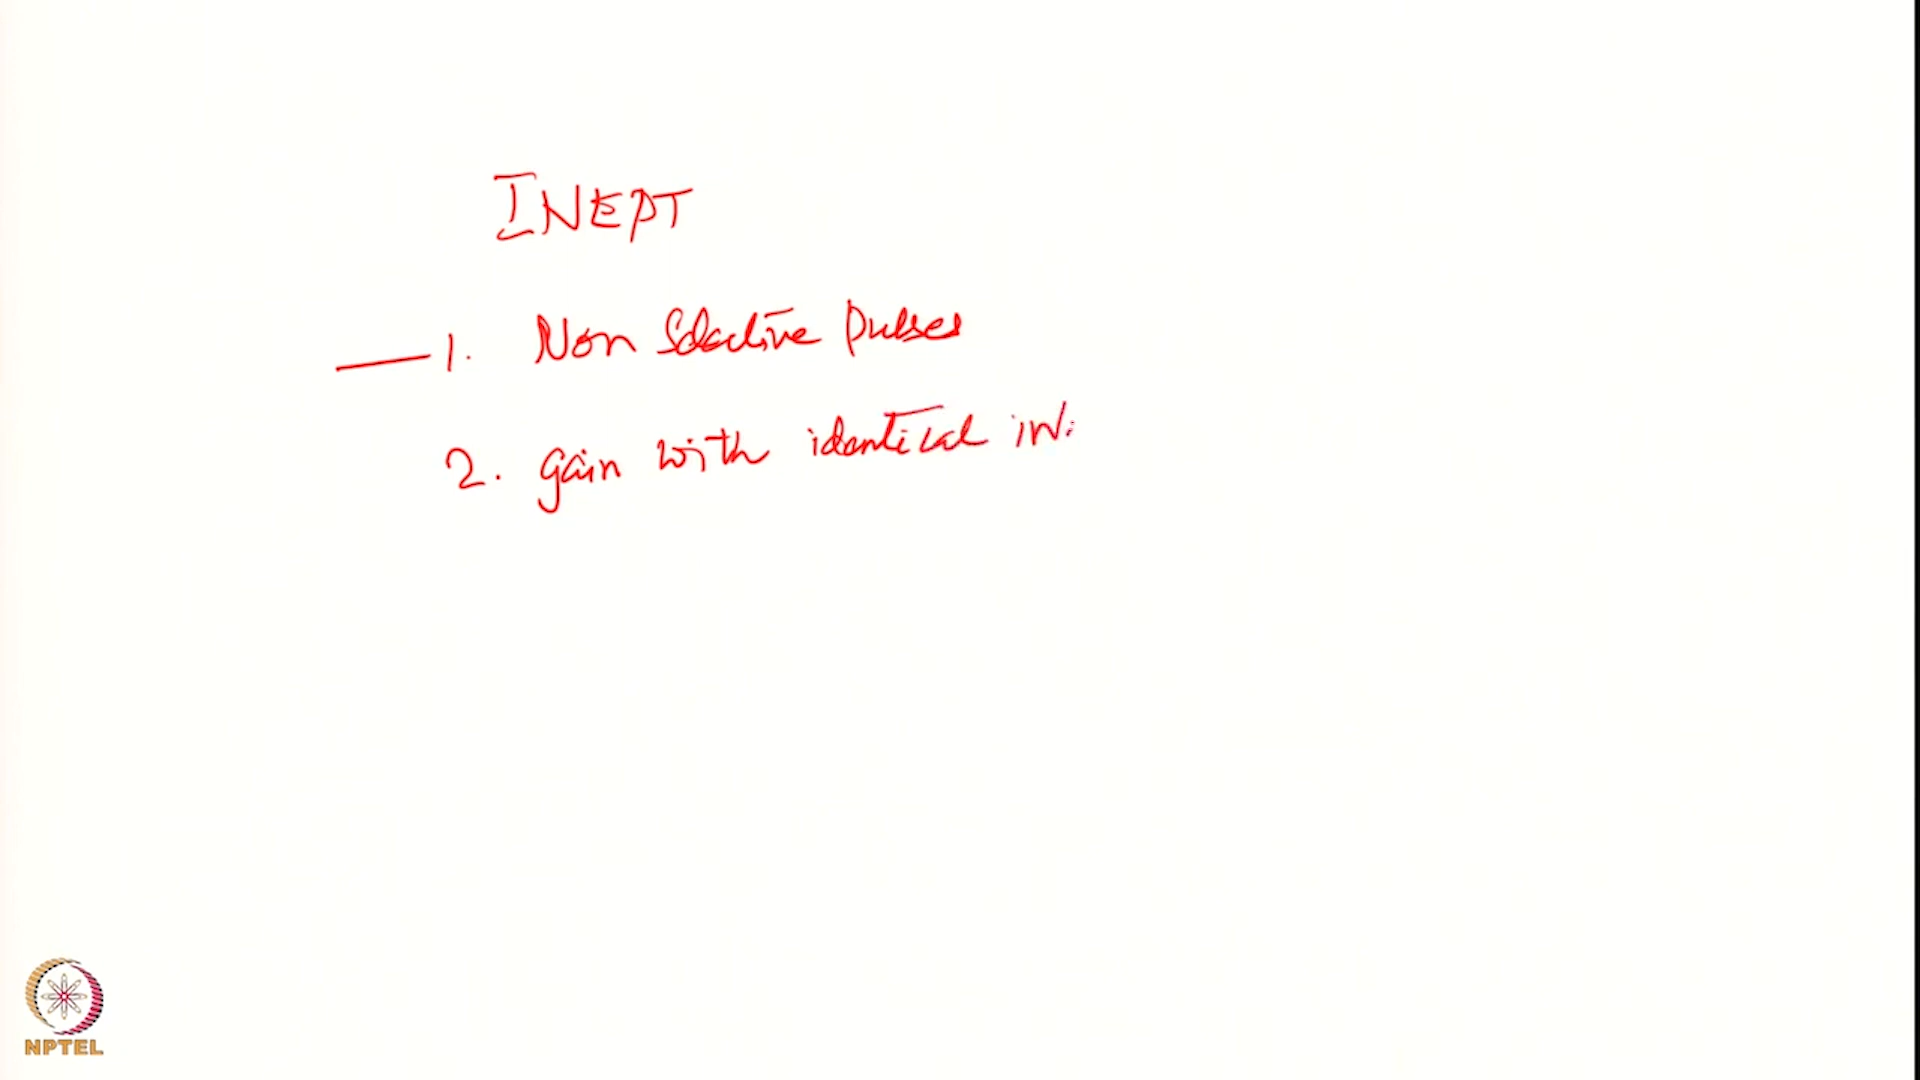 INEPT
1. Non Selective Pulses
2. gain with identical in
NPTEL